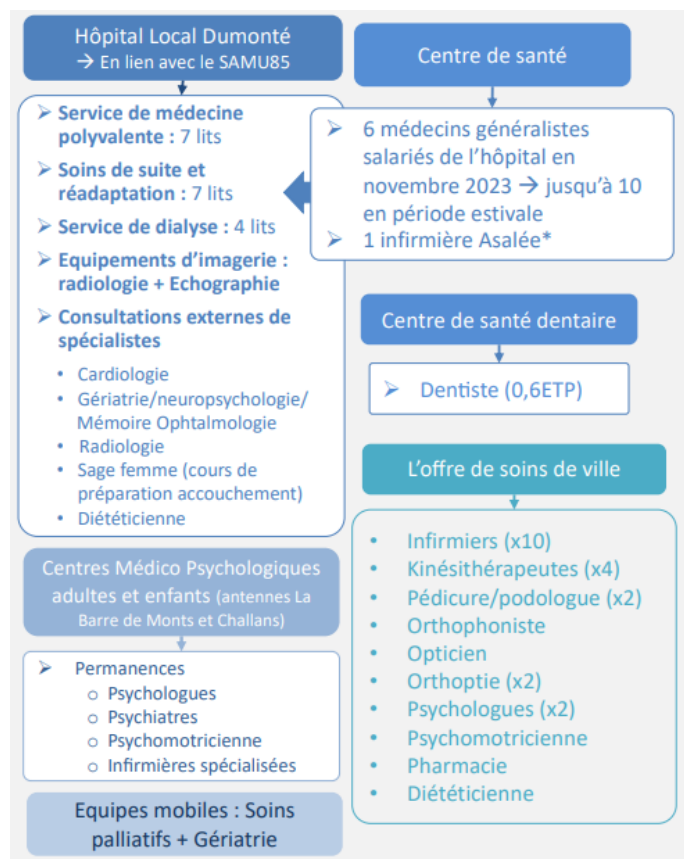 Hôpital Local Dumonté
→ En lien avec le SAMU85
➢ Service de médecine
polyvalente : 7 lits
➢ Soins de suite et
réadaptation : 7 lits
➢ Service de dialyse : 4 lits
➢ Equipements d'imagerie :
radiologie + Echographie
➢ Consultations externes de
spécialistes
• Cardiologie
• Gériatrie/neuropsychologie/
Mémoire Ophtalmologie
• Radiologie
• Sage femme (cours de
préparation accouchement)
• Diététicienne
Centres Médico Psychologiques
adultes et enfants (antennes La
Barre de Monts et Challans)
➢ Permanences
o Psychologues
o Psychiatres
o Psychomotricienne
o Infirmières spécialisées
Equipes mobiles : Soins
palliatifs + Gériatrie
Centre de santé
➢ 6 médecins généralistes
salariés de l'hôpital en
novembre 2023 → jusqu'à 10
en période estivale
➢ 1 infirmière Asalée*
Centre de santé dentaire
➢ Dentiste (0,6ETP)
L'offre de soins de ville
• Infirmiers (x10)
• Kinésithérapeutes (x4)
• Pédicure/podologue (x2)
• Orthophoniste
• Opticien
• Orthoptie (x2)
• Psychologues (x2)
• Psychomotricienne
• Pharmacie
• Diététicienne